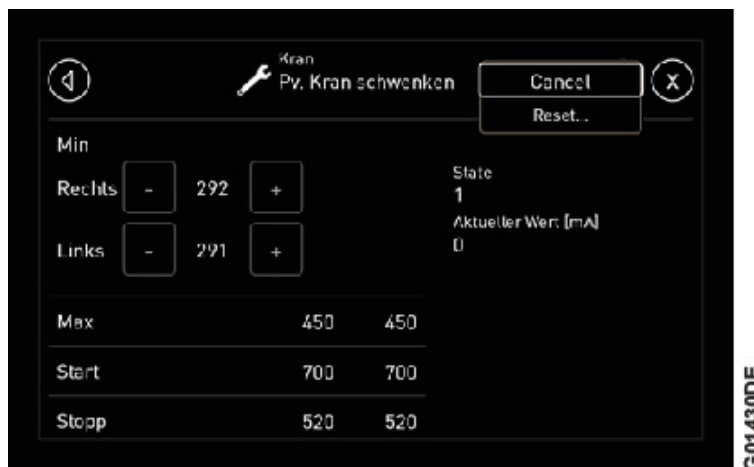 Kran
Pv. Kran schwenken
Cancel
X
Reset...
Min
Rechts - 292 +
State
1
Aktueller Wert [mA]
0
Links - 291 +
Max 450 450
Start 700 700
Stopp 520 520
G01430DE